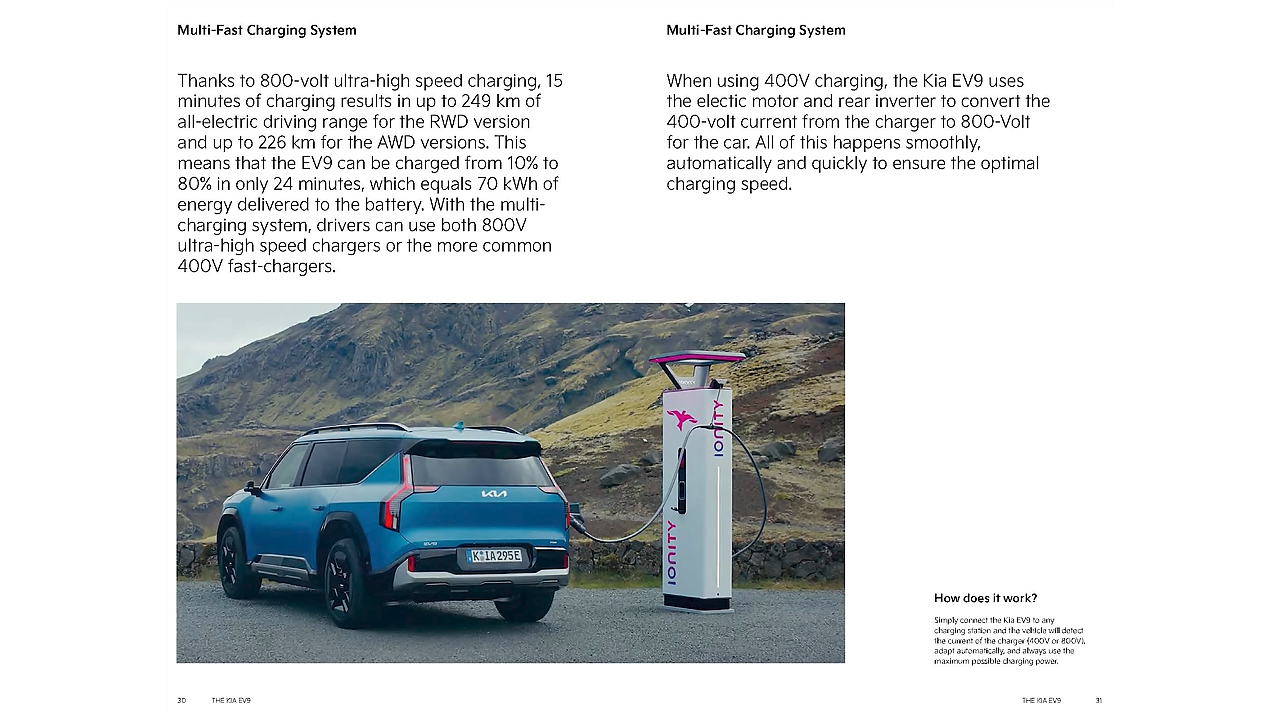 Multi-Fast Charging System
Thanks to 800-volt ultra-high speed charging, 15
minutes of charging results in up to 249 km of
all-electric driving range for the RWD version
and up to 226 km for the AWD versions. This
means that the EV9 can be charged from 10% to
80% in only 24 minutes, which equals 70 kWh of
energy delivered to the battery. With the multi-
charging system, drivers can use both 800V
ultra-high speed chargers or the more common
400V fast-chargers.
Multi-Fast Charging System
When using 400V charging, the Kia EV9 uses
the electic motor and rear inverter to convert the
400-volt current from the charger to 800-Volt
for the car. All of this happens smoothly,
automatically and quickly to ensure the optimal
charging speed.
IONITY
IONITY
IONITY
KIA
EV9
K IA295E
How does it work?
Simply connect the Kia EV9 to any
charging station and the vehicle will detect
the current of the charger (400V or 800V),
adapt automatically, and always use the
maximum possible charging power.
30
THE KIA EV9
THE KIA EV9
31